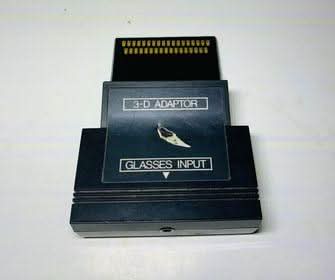 3-D ADAPTOR
GLASSES INPUT